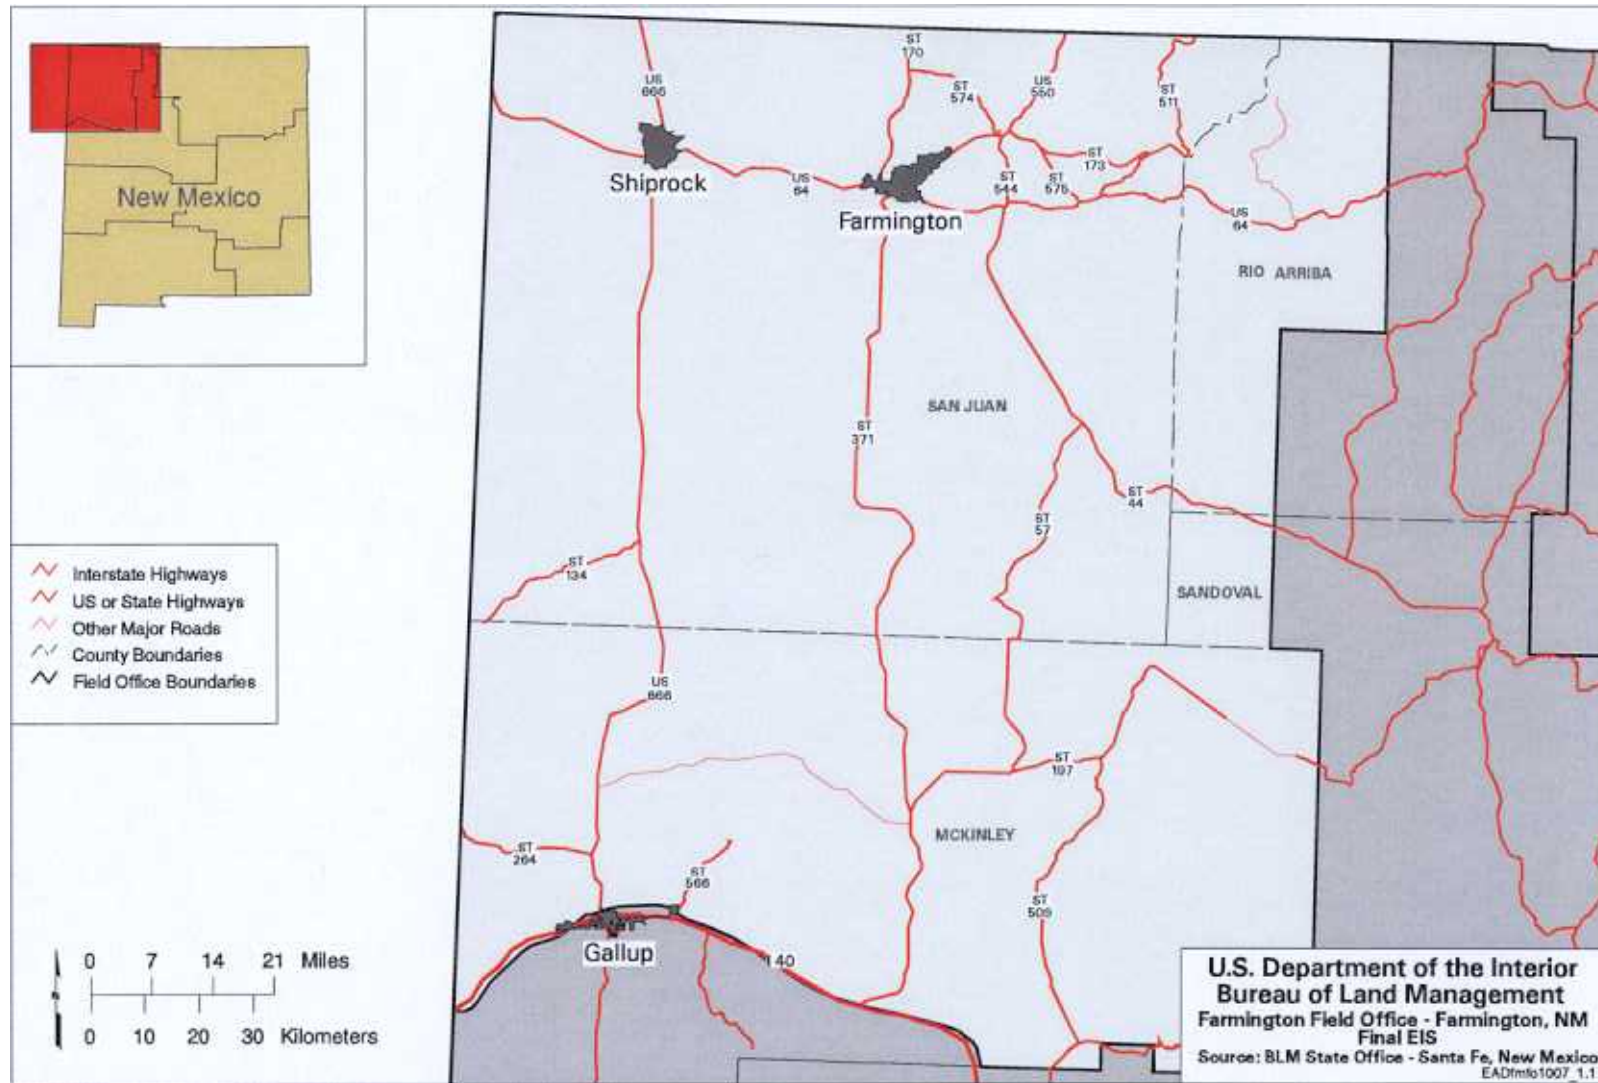 New Mexico
Interstate Highways
US or State Highways
Other Major Roads
County Boundaries
Field Office Boundaries
0 7 14 21 Miles
0 10 20 30 Kilometers
ST
170
US
666
ST
574
US
550
ST
511
Shiprock
US
64
Farmington
ST
544
ST
575
ST
173
US
64
RIO ARRIBA
SAN JUAN
ST
371
ST
44
ST
57
ST
134
SANDOVAL
US
666
ST
197
MCKINLEY
ST
264
ST
566
ST
509
Gallup
I 40
U.S. Department of the Interior
Bureau of Land Management
Farmington Field Office - Farmington, NM
Final EIS
Source: BLM State Office - Santa Fe, New Mexico
EADfmfo1007_1.1